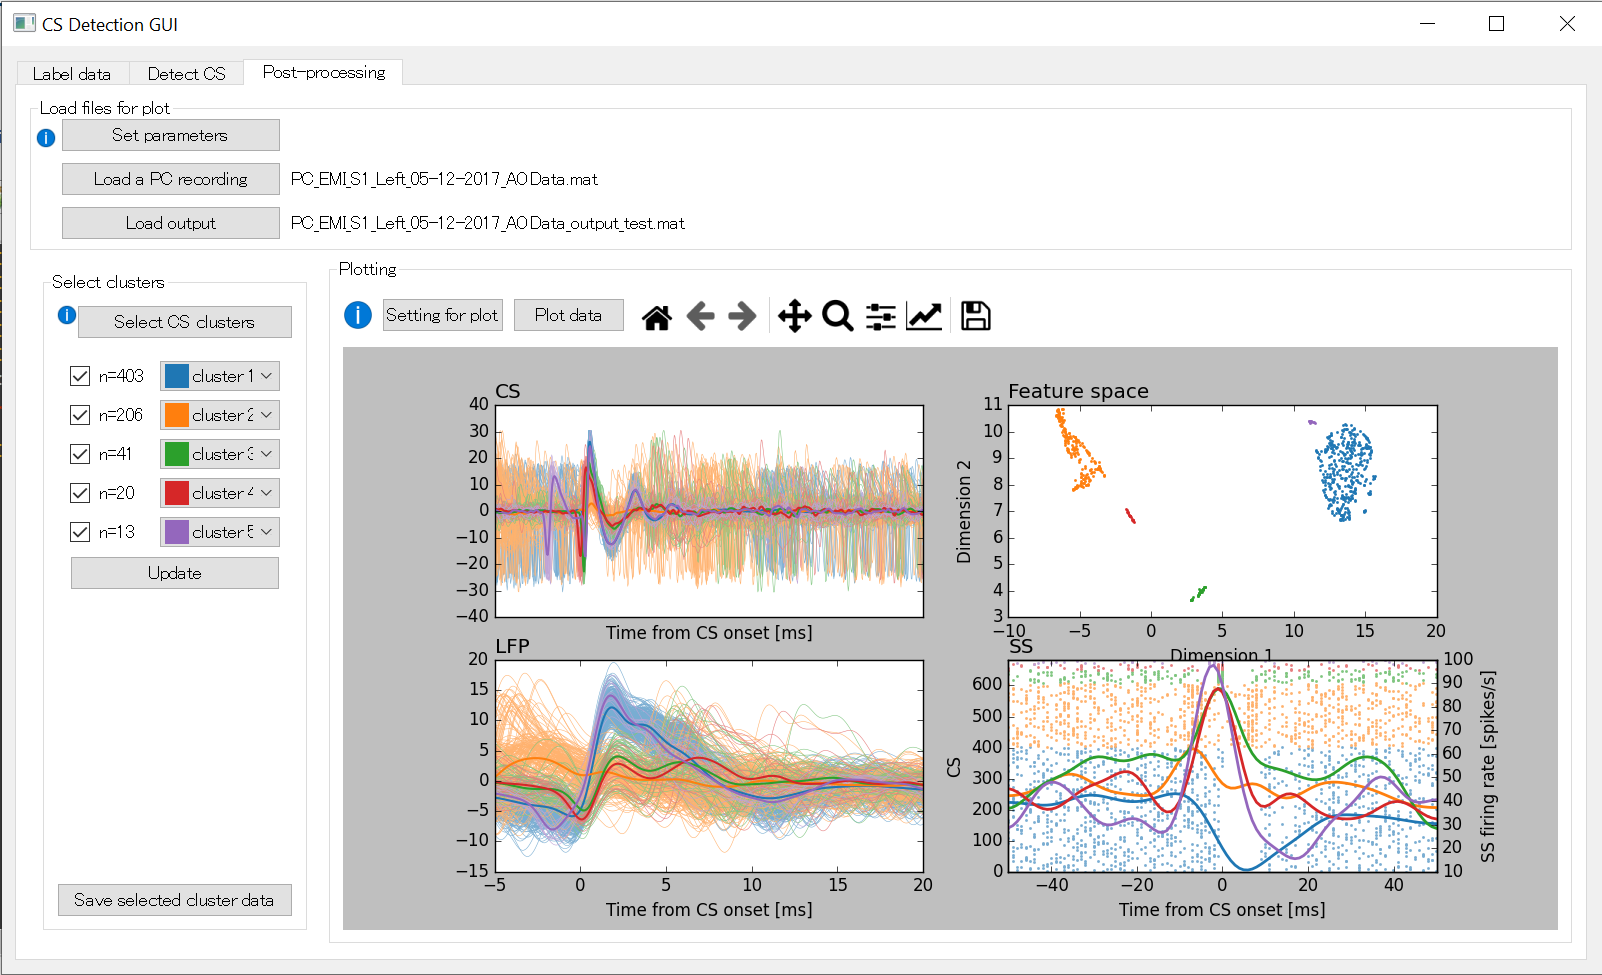 CS Detection GUI
Label data
Detect CS
Post-processing
Load files for plot
Set parameters
Load a PC recording
PC_EMI_S1_Left_05-12-2017_AOData.mat
Load output
PC_EMI_S1_Left_05-12-2017_AOData_output_test.mat
Select clusters
Select CS clusters
n=403 cluster 1
n=206 cluster 2
n=41 cluster 3
n=20 cluster 4
n=13 cluster 5
Update
Save selected cluster data
Plotting
Setting for plot
Plot data
CS
40
30
20
10
0
−10
−20
−30
−40
Time from CS onset [ms]
Feature space
11
10
9
8
7
6
5
4
3
Dimension 2
−10 −5 0 5 10 15 20
Dimension 1
LFP
20
15
10
5
0
−5
−10
−15
−5 0 5 10 15 20
Time from CS onset [ms]
SS
600
500
400
300
200
100
0
CS
100
90
80
70
60
50
40
30
20
10
SS firing rate [spikes/s]
−40 −20 0 20 40
Time from CS onset [ms]